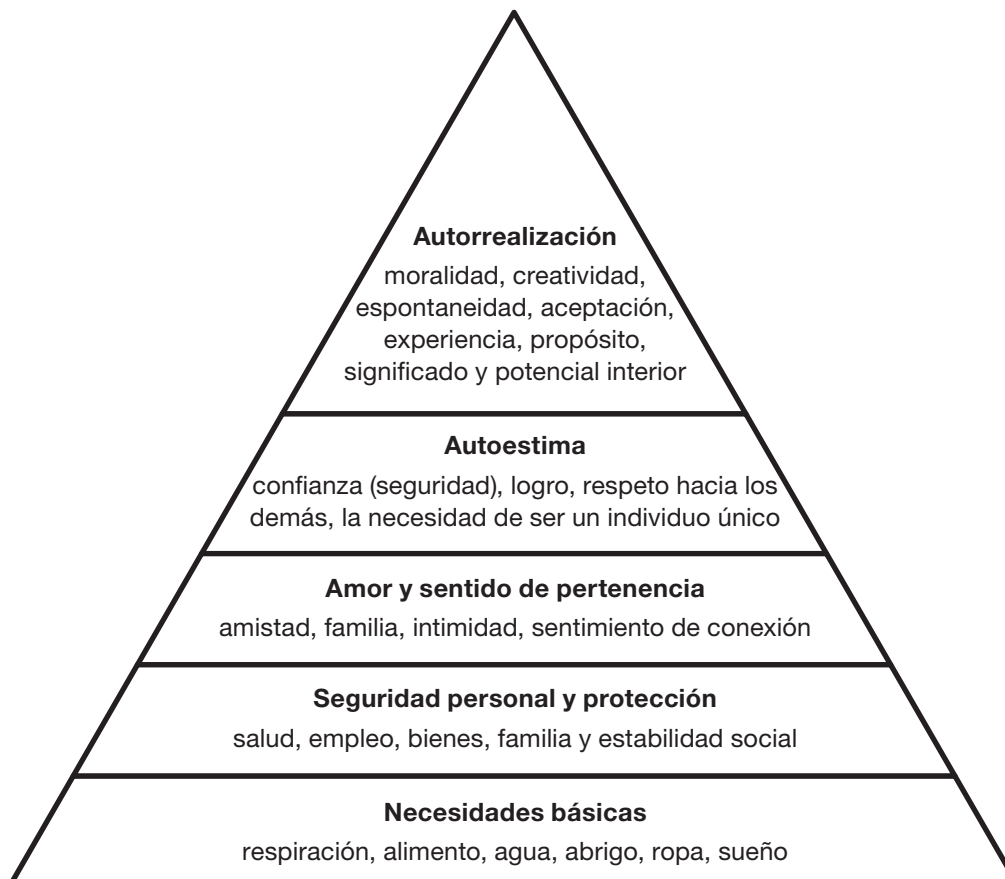 Autorrealización
moralidad, creatividad,
espontaneidad, aceptación,
experiencia, propósito,
significado y potencial interior
Autoestima
confianza (seguridad), logro, respeto hacia los
demás, la necesidad de ser un individuo único
Amor y sentido de pertenencia
amistad, familia, intimidad, sentimiento de conexión
Seguridad personal y protección
salud, empleo, bienes, familia y estabilidad social
Necesidades básicas
respiración, alimento, agua, abrigo, ropa, sueño